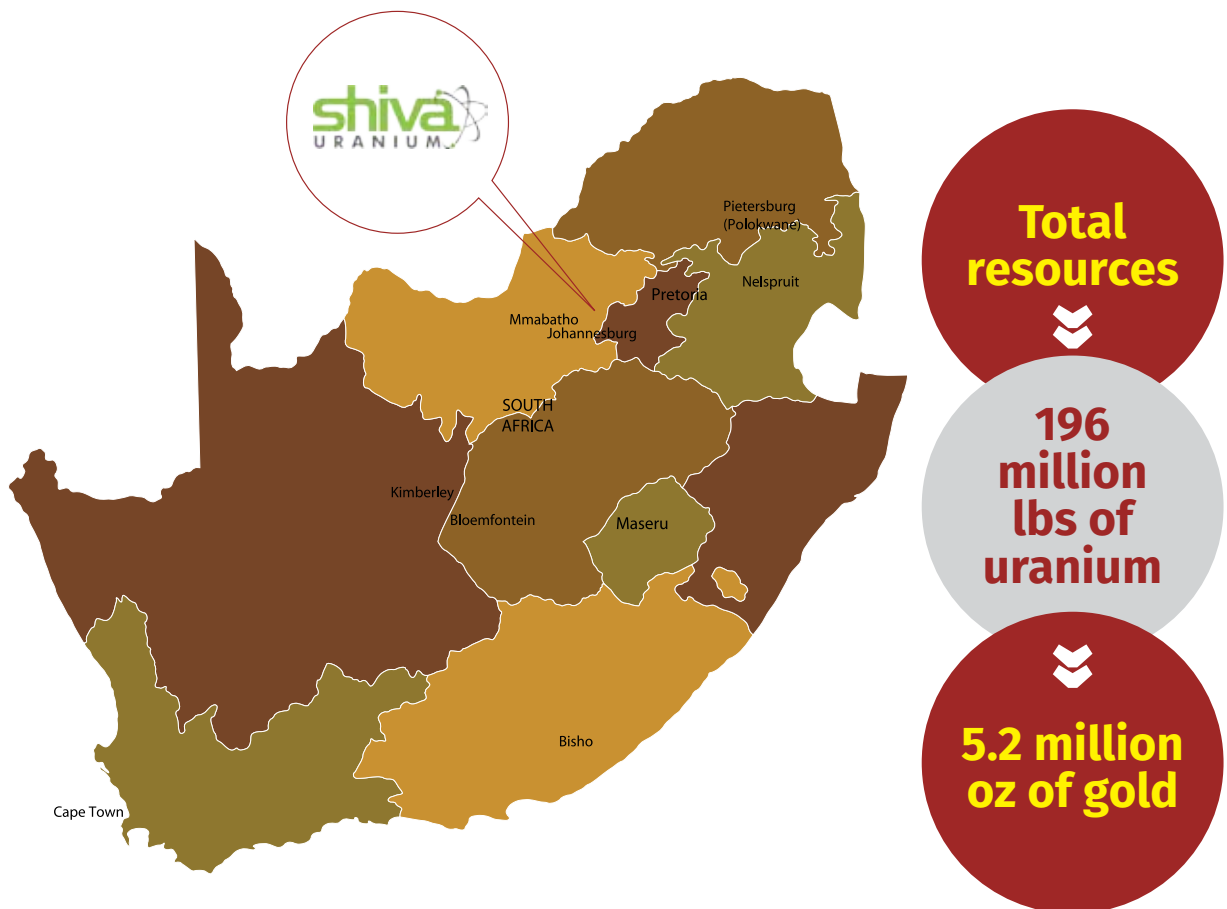 shiva
URANIUM
Pietersburg
(Polokwane)
Nelspruit
Pretoria
Mmabatho
Johannesburg
SOUTH
AFRICA
Kimberley
Bloemfontein
Maseru
Bisho
Cape Town
Total
resources
196
million
lbs of
uranium
5.2 million
oz of gold